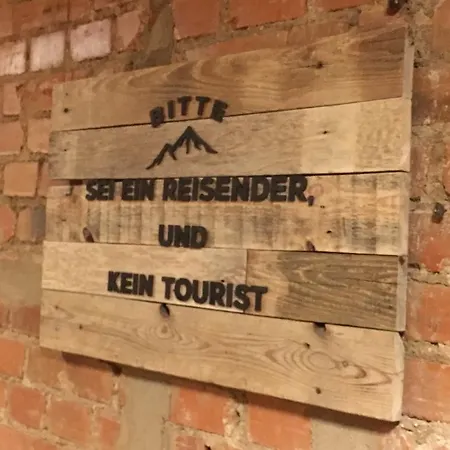 BITTE
SEI EIN REISENDER,
UND
KEIN TOURIST